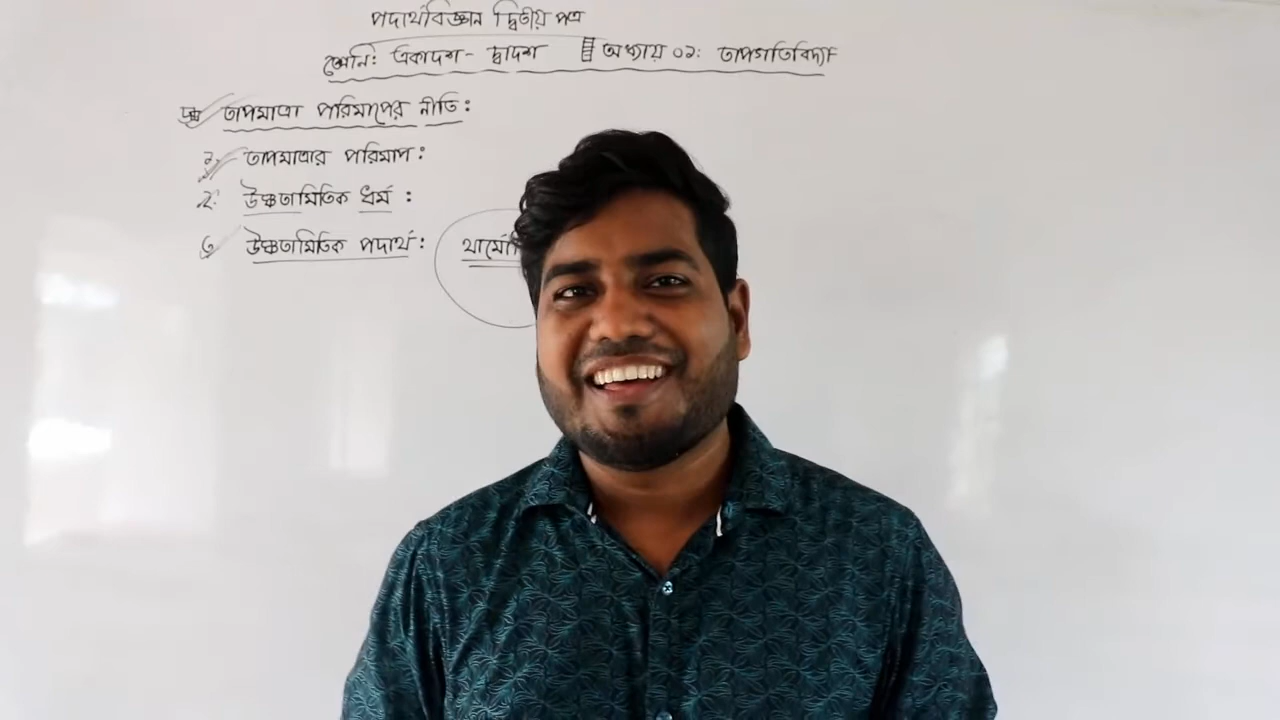 পদার্থবিজ্ঞান দ্বিতীয় পত্র
শ্রেনি: একাদশ - দ্বাদশ অধ্যায় ০১: তাপগতিবিদ্যা
তাপমাত্রা পরিমাপের নীতি:
১. তাপমাত্রার পরিমাপ:
২. উষ্ণতামিতিক ধর্ম :
৩ উষ্ণতামিতিক পদার্থ: